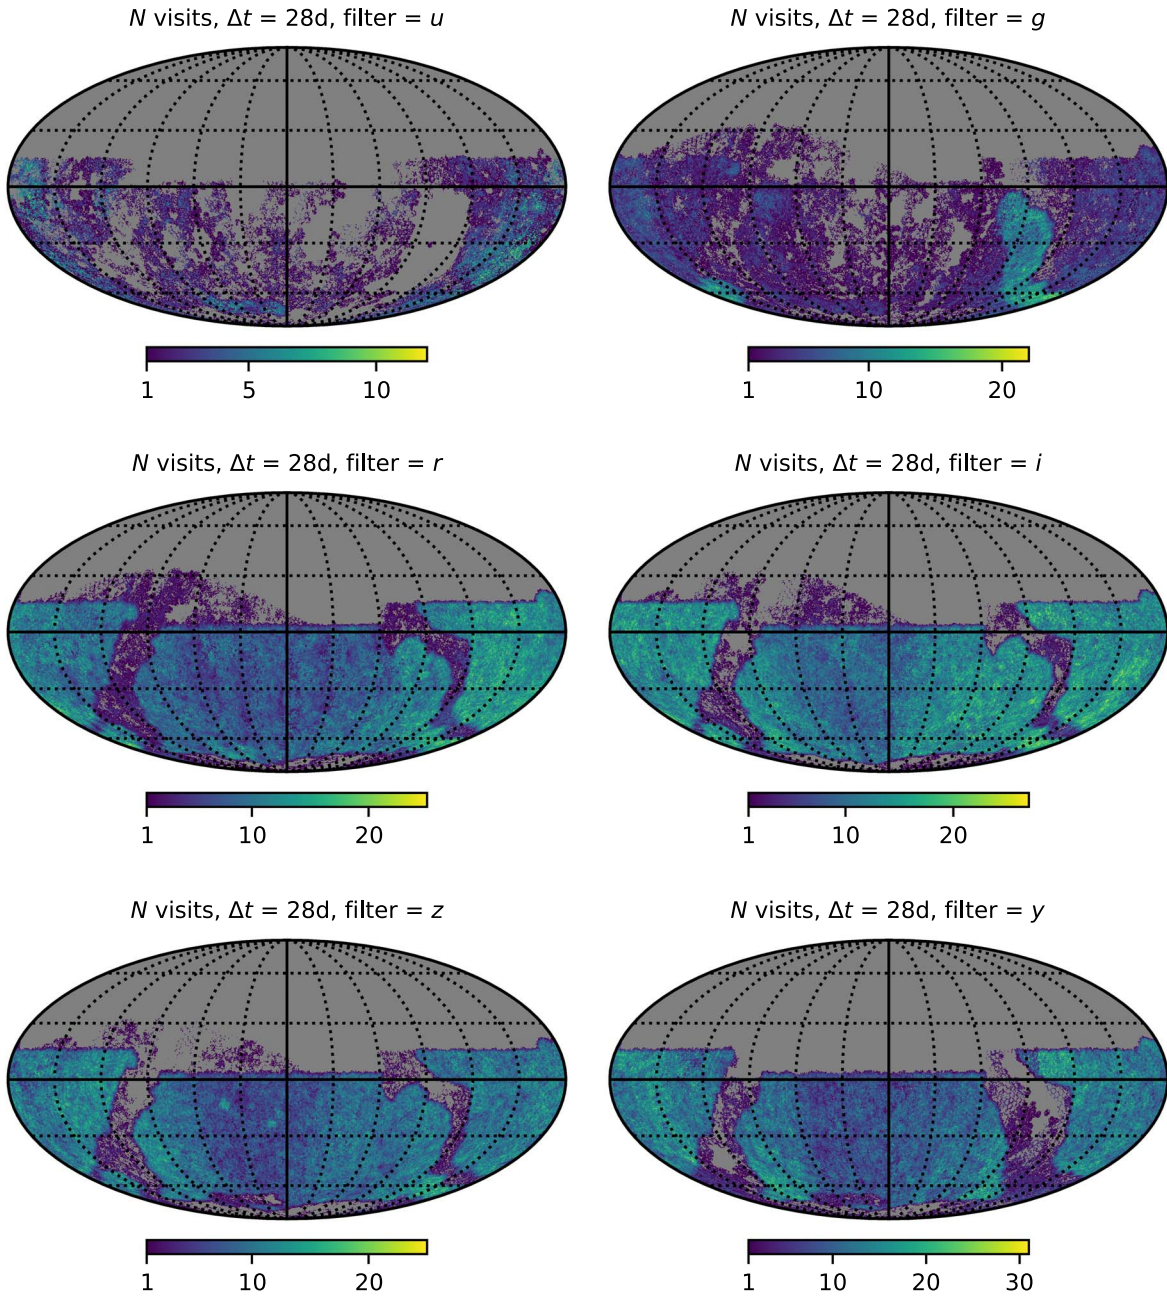 N visits, Δt = 28d, filter = u
N visits, Δt = 28d, filter = g
1 5 10
1 10 20
N visits, Δt = 28d, filter = r
N visits, Δt = 28d, filter = i
1 10 20
1 10 20
N visits, Δt = 28d, filter = z
N visits, Δt = 28d, filter = y
1 10 20
1 10 20 30